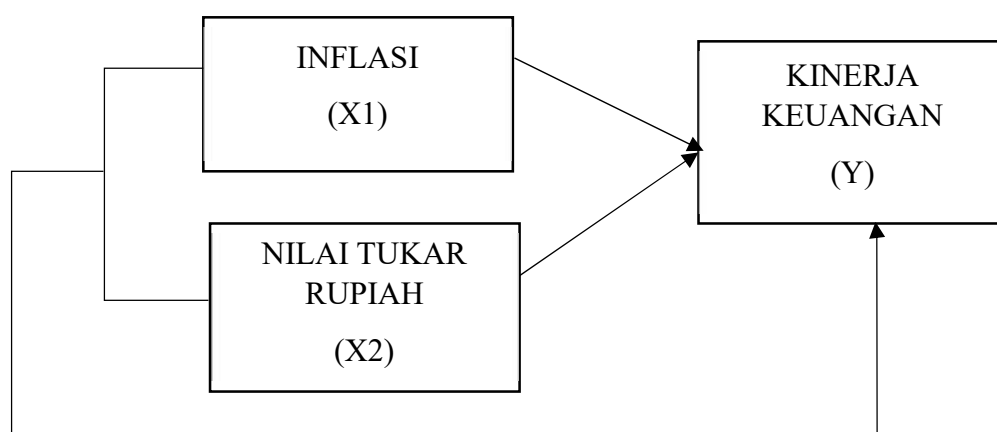 INFLASI
(X1)
KINERJA
KEUANGAN
(Y)
NILAI TUKAR
RUPIAH
(X2)